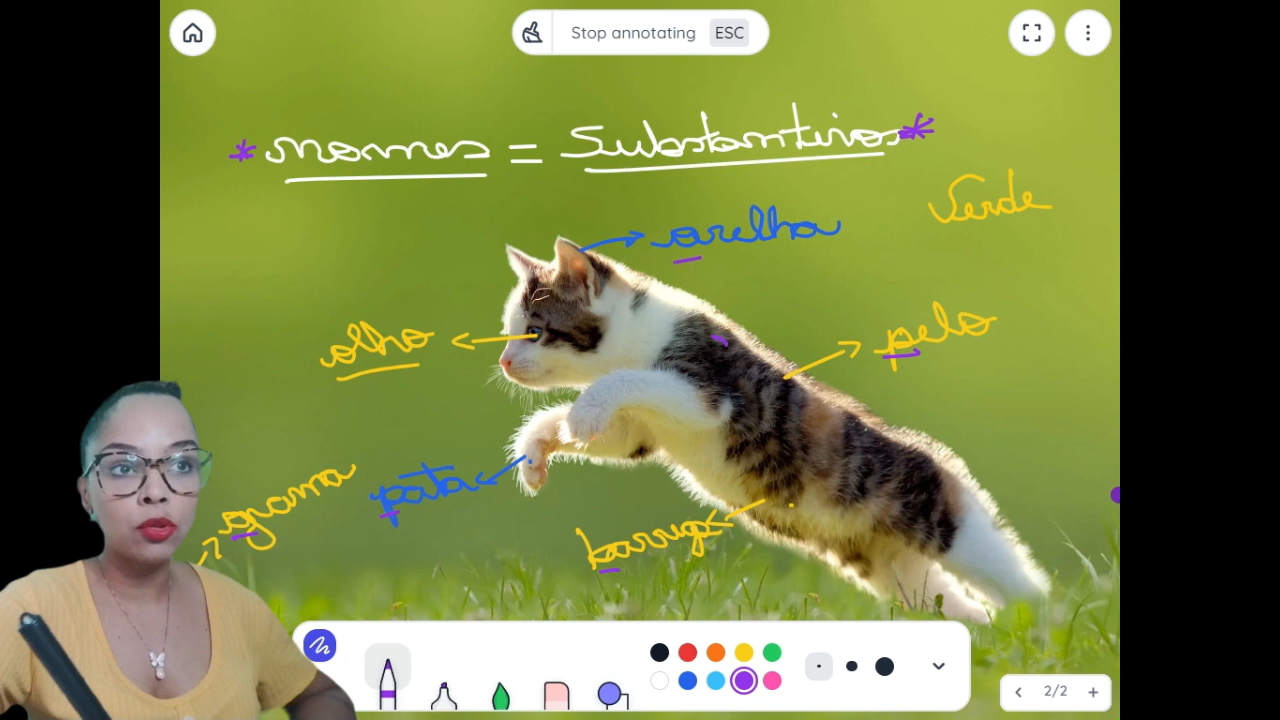 Stop annotating ESC
* nomes = Substantivos *
Verde
orelha
olho
pelo
grama
pata
barriga
2/2